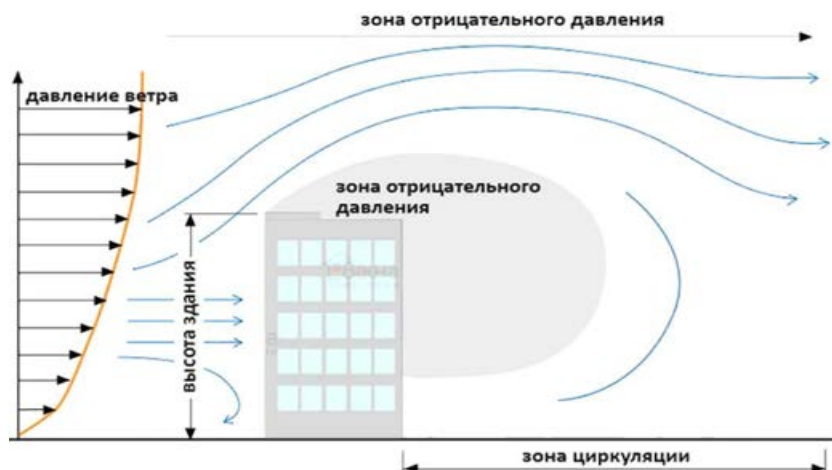 зона отрицательного давления
давление ветра
зона отрицательного
давления
высота здания
зона циркуляции